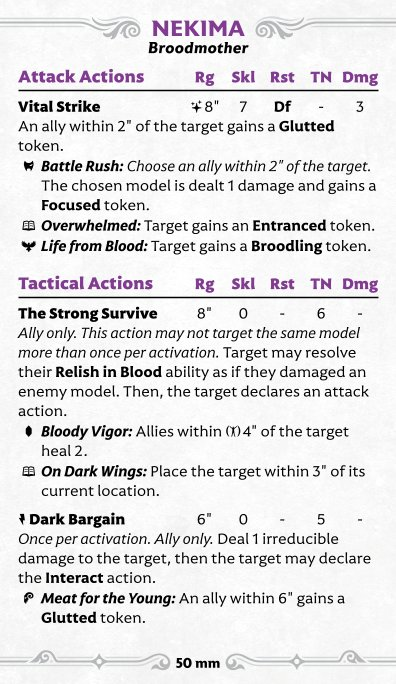 NEKIMA
Broodmother
Attack Actions Rg Skl Rst TN Dmg
Vital Strike 8" 7 Df - 3
An ally within 2" of the target gains a Glutted
token.
Battle Rush: Choose an ally within 2" of the target.
The chosen model is dealt 1 damage and gains a
Focused token.
Overwhelmed: Target gains an Entranced token.
Life from Blood: Target gains a Broodling token.
Tactical Actions Rg Skl Rst TN Dmg
The Strong Survive 8" 0 - 6 -
Ally only. This action may not target the same model
more than once per activation. Target may resolve
their Relish in Blood ability as if they damaged an
enemy model. Then, the target declares an attack
action.
Bloody Vigor: Allies within 4" of the target
heal 2.
On Dark Wings: Place the target within 3" of its
current location.
Dark Bargain 6" 0 - 5 -
Once per activation. Ally only. Deal 1 irreducible
damage to the target, then the target may declare
the Interact action.
Meat for the Young: An ally within 6" gains a
Glutted token.
50 mm